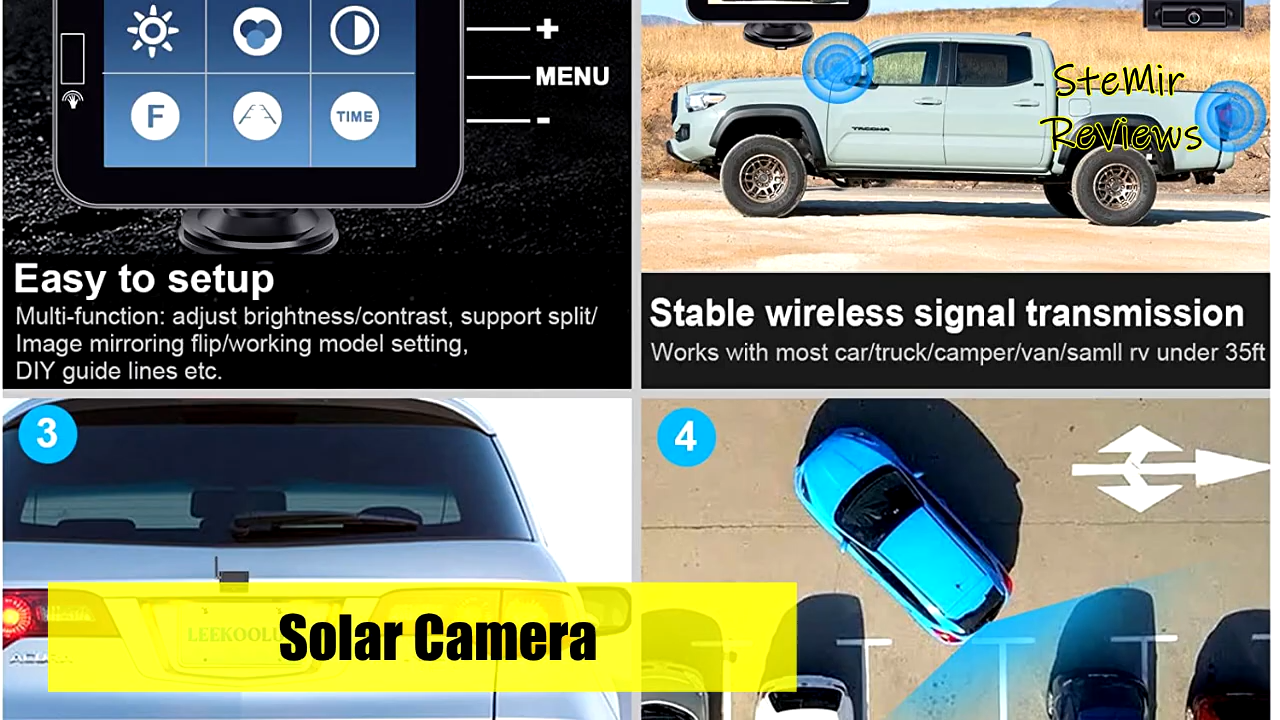 +
MENU
-
F
TIME
Easy to setup
Multi-function: adjust brightness/contrast, support split/
Image mirroring flip/working model setting,
DIY guide lines etc.
SteMir
Reviews
TACOMA
Stable wireless signal transmission
Works with most car/truck/camper/van/samll rv under 35ft
3
4
LEEKOOLU
Solar Camera